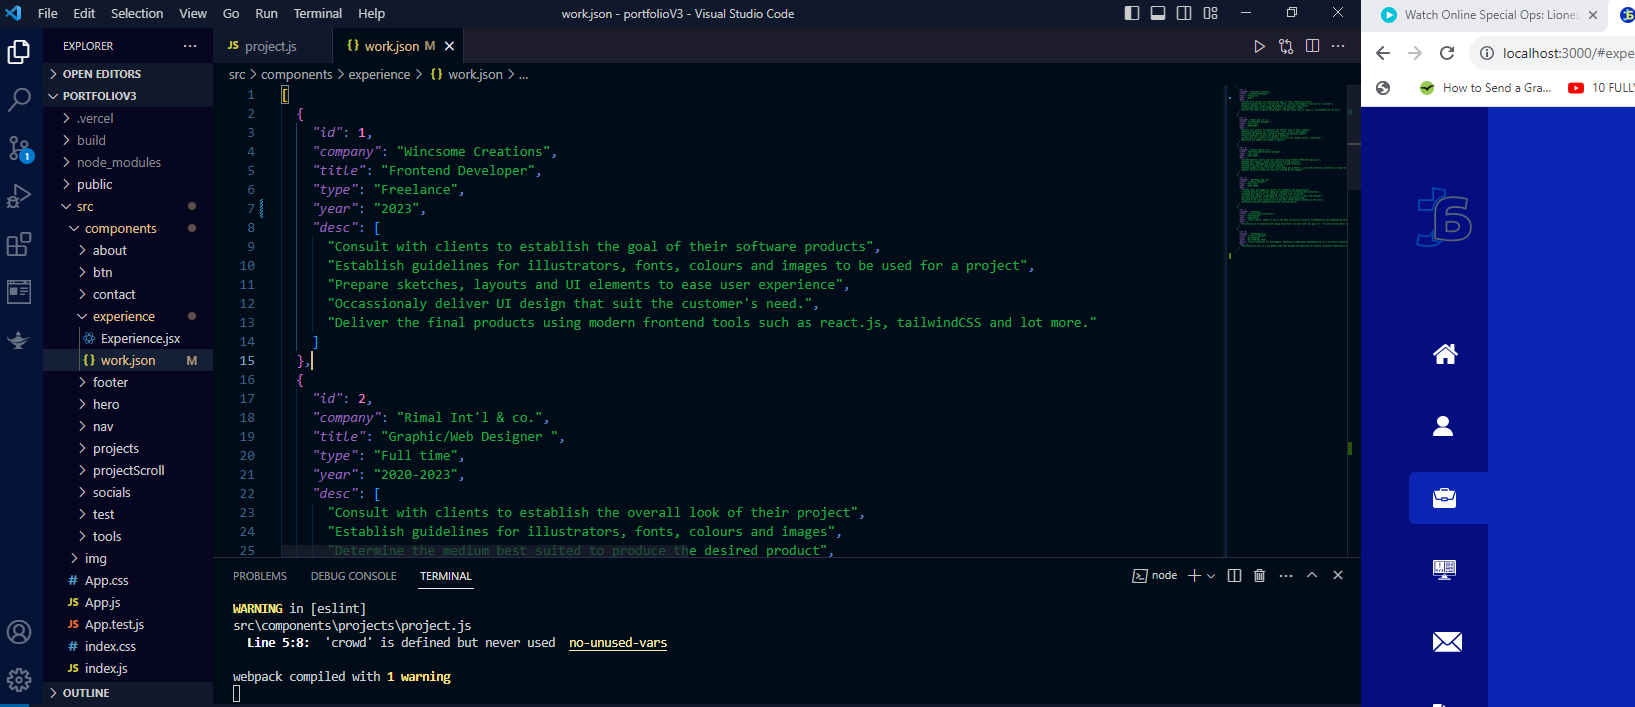 File Edit Selection View Go Run Terminal Help
work.json - portfolioV3 - Visual Studio Code
EXPLORER
OPEN EDITORS
PORTFOLIOV3
.vercel
build
node_modules
public
src
components
about
btn
contact
experience
Experience.jsx
{} work.json M
footer
hero
nav
projects
projectScroll
socials
test
tools
img
# App.css
JS App.js
JS App.test.js
# index.css
JS index.js
OUTLINE
1
JS project.js
{} work.json M
src > components > experience > {} work.json > ...
1 [
2 {
3 "id": 1,
4 "company": "Wincsome Creations",
5 "title": "Frontend Developer",
6 "type": "Freelance",
7 "year": "2023",
8 "desc": [
9 "Consult with clients to establish the goal of their software products",
10 "Establish guidelines for illustrators, fonts, colours and images to be used for a project",
11 "Prepare sketches, layouts and UI elements to ease user experience",
12 "Occassionaly deliver UI design that suit the customer's need.",
13 "Deliver the final products using modern frontend tools such as react.js, tailwindCSS and lot more."
14 ]
15 },
16 {
17 "id": 2,
18 "company": "Rimal Int'l & co.",
19 "title": "Graphic/Web Designer ",
20 "type": "Full time",
21 "year": "2020-2023",
22 "desc": [
23 "Consult with clients to establish the overall look of their project",
24 "Establish guidelines for illustrators, fonts, colours and images",
25 "Determine the medium best suited to produce the desired product",
PROBLEMS DEBUG CONSOLE TERMINAL
node
WARNING in [eslint]
src\components\projects\project.js
Line 5:8: 'crowd' is defined but never used no-unused-vars
webpack compiled with 1 warning
Watch Online Special Ops: Liones
localhost:3000/#expe
How to Send a Gra...
10 FULL